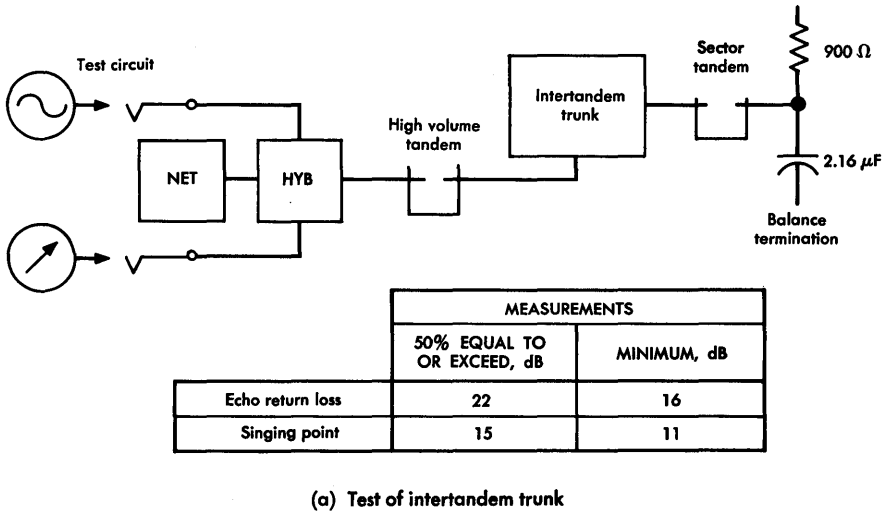 Test circuit
NET
HYB
High volume
tandem
Intertandem
trunk
Sector
tandem
900 Ω
2.16 μF
Balance
termination
MEASUREMENTS
50% EQUAL TO
OR EXCEED, dB
MINIMUM, dB
Echo return loss 22 16
Singing point 15 11
(a) Test of intertandem trunk